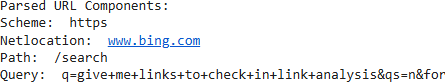 Parsed URL Components:
Scheme:  https
Netlocation:  www.bing.com
Path:  /search
Query:  q=give+me+links+to+check+in+link+analysis&qs=n&for